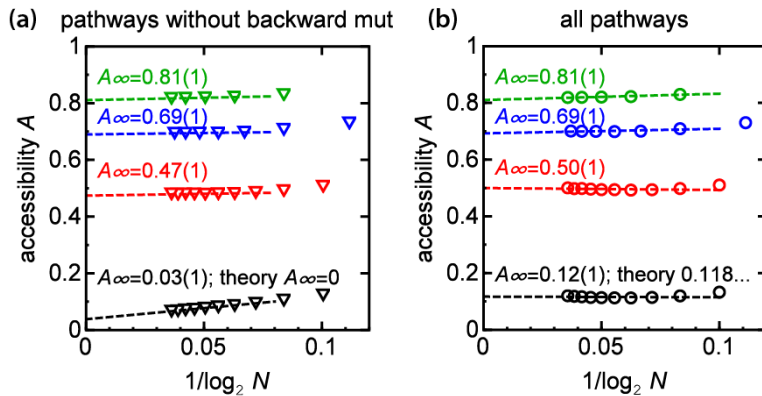 (a) pathways without backward mut
accessibility A
1
0.8
0.6
0.4
0.2
0
A∞=0.81(1)
A∞=0.69(1)
A∞=0.47(1)
A∞=0.03(1); theory A∞=0
0 0.05 0.1
1/log₂ N
(b) all pathways
accessibility A
1
0.8
0.6
0.4
0.2
0
A∞=0.81(1)
A∞=0.69(1)
A∞=0.50(1)
A∞=0.12(1); theory 0.118...
0 0.05 0.1
1/log₂ N